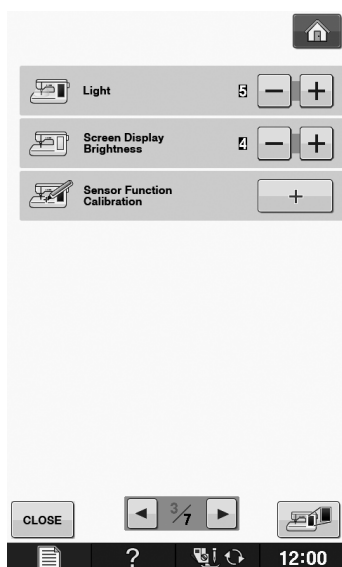 Light 5 − +
Screen Display
Brightness 4 − +
Sensor Function
Calibration +
CLOSE
3/7
? 12:00